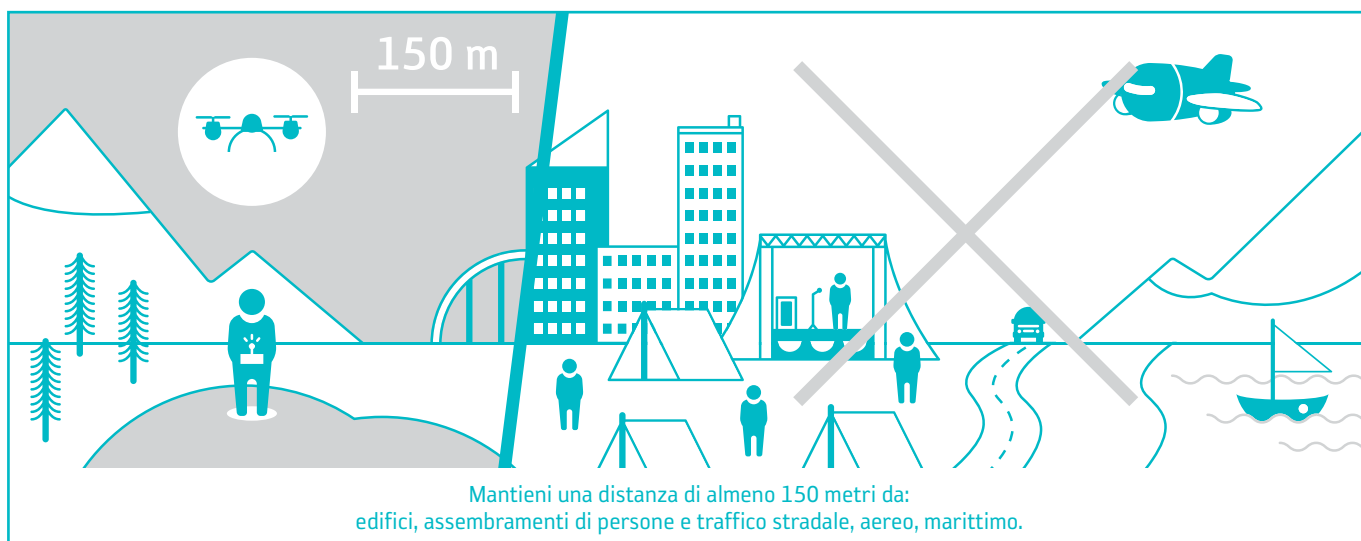 150 m
Mantieni una distanza di almeno 150 metri da:
edifici, assembramenti di persone e traffico stradale, aereo, marittimo.